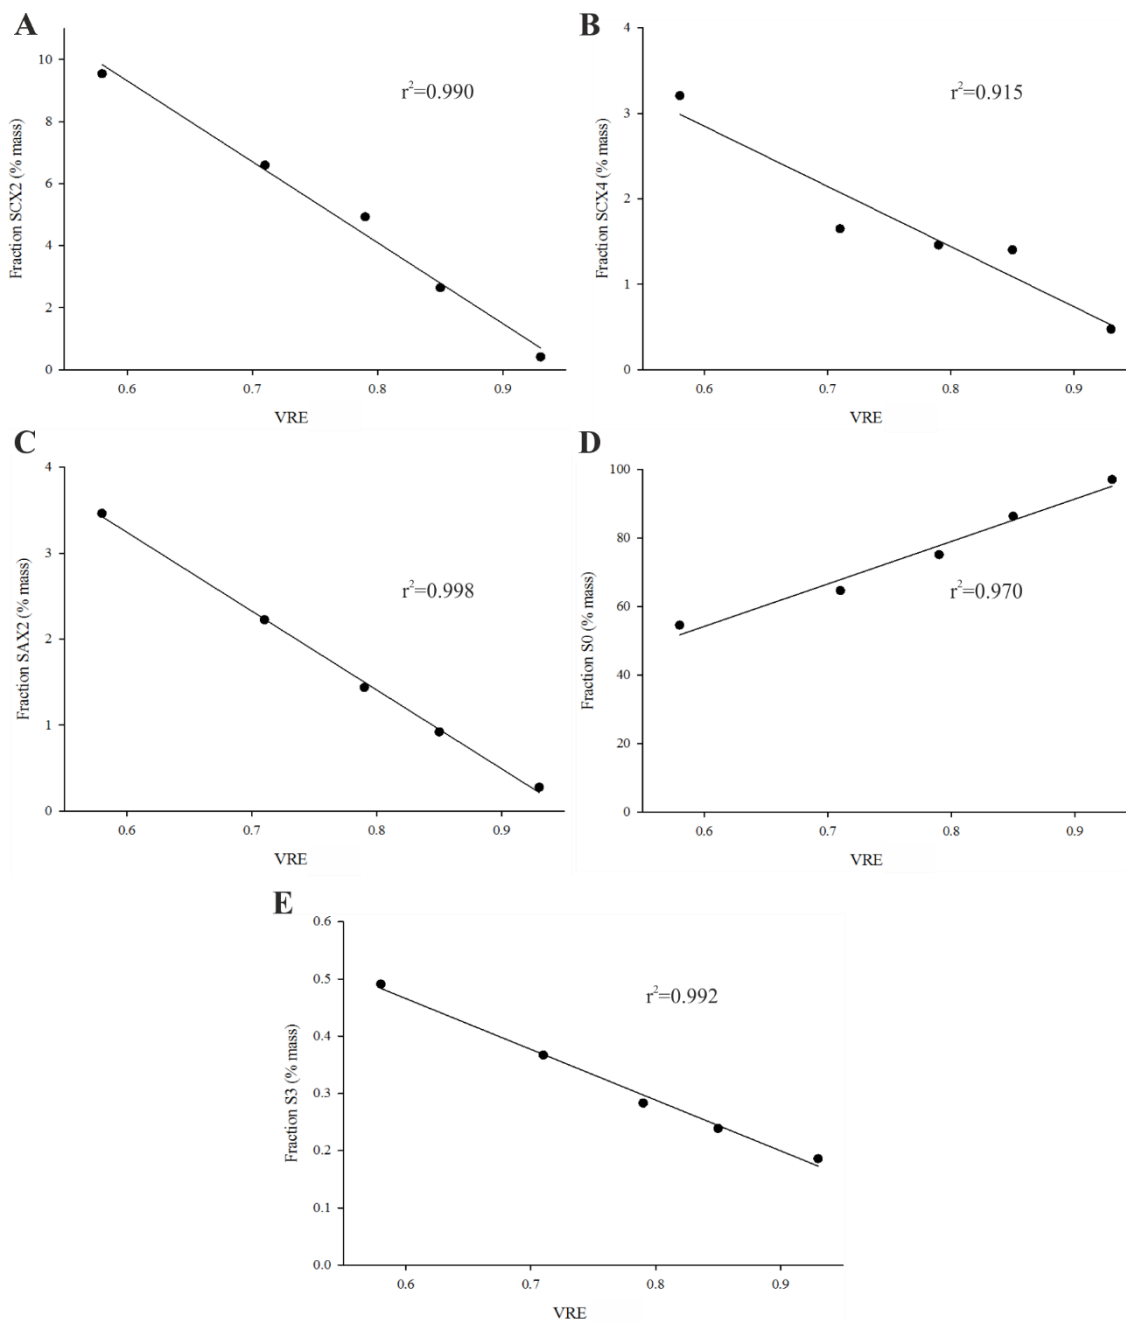 A
Fraction SCX2 (% mass)
10
8
6
4
2
0
r²=0.990
0.6 0.7 0.8 0.9
VRE
B
Fraction SCX4 (% mass)
4
3
2
1
0
r²=0.915
0.6 0.7 0.8 0.9
VRE
C
Fraction SAX2 (% mass)
4
3
2
1
0
r²=0.998
0.6 0.7 0.8 0.9
VRE
D
Fraction S0 (% mass)
100
80
60
40
20
0
r²=0.970
0.6 0.7 0.8 0.9
VRE
E
Fraction S3 (% mass)
0.6
0.5
0.4
0.3
0.2
0.1
0.0
r²=0.992
0.6 0.7 0.8 0.9
VRE